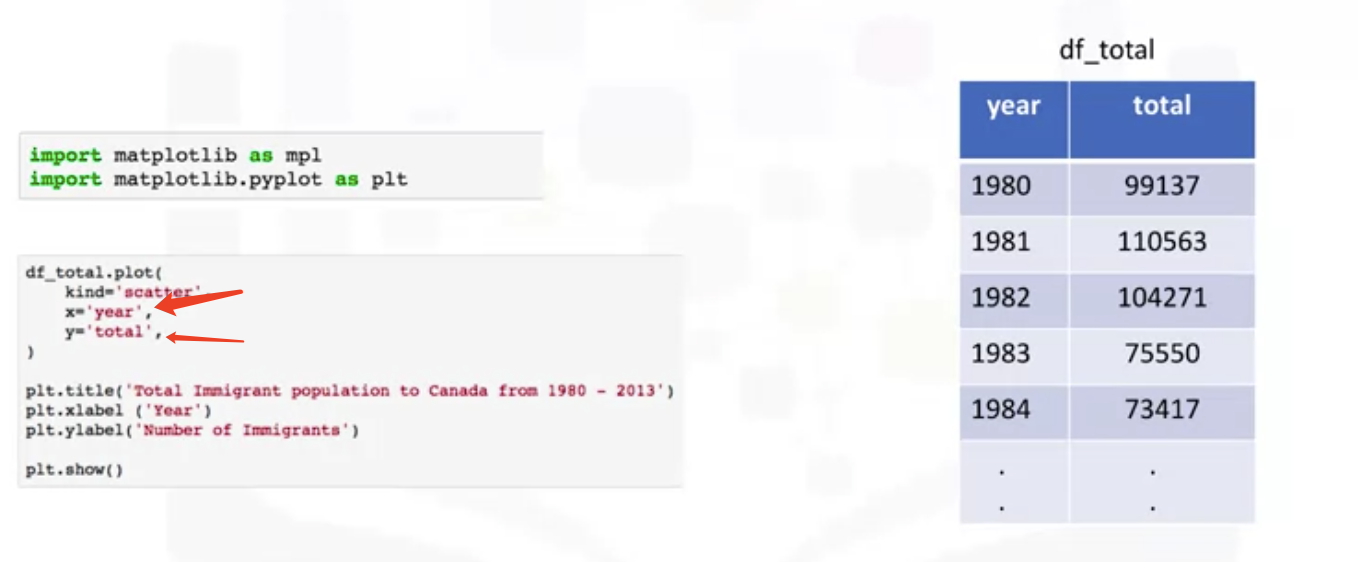 import matplotlib as mpl
import matplotlib.pyplot as plt
df_total.plot(
    kind='scatter'
    x='year',
    y='total',
)
plt.title('Total Immigrant population to Canada from 1980 - 2013')
plt.xlabel ('Year')
plt.ylabel('Number of Immigrants')
plt.show()
df_total
year total
1980 99137
1981 110563
1982 104271
1983 75550
1984 73417
. .
. .